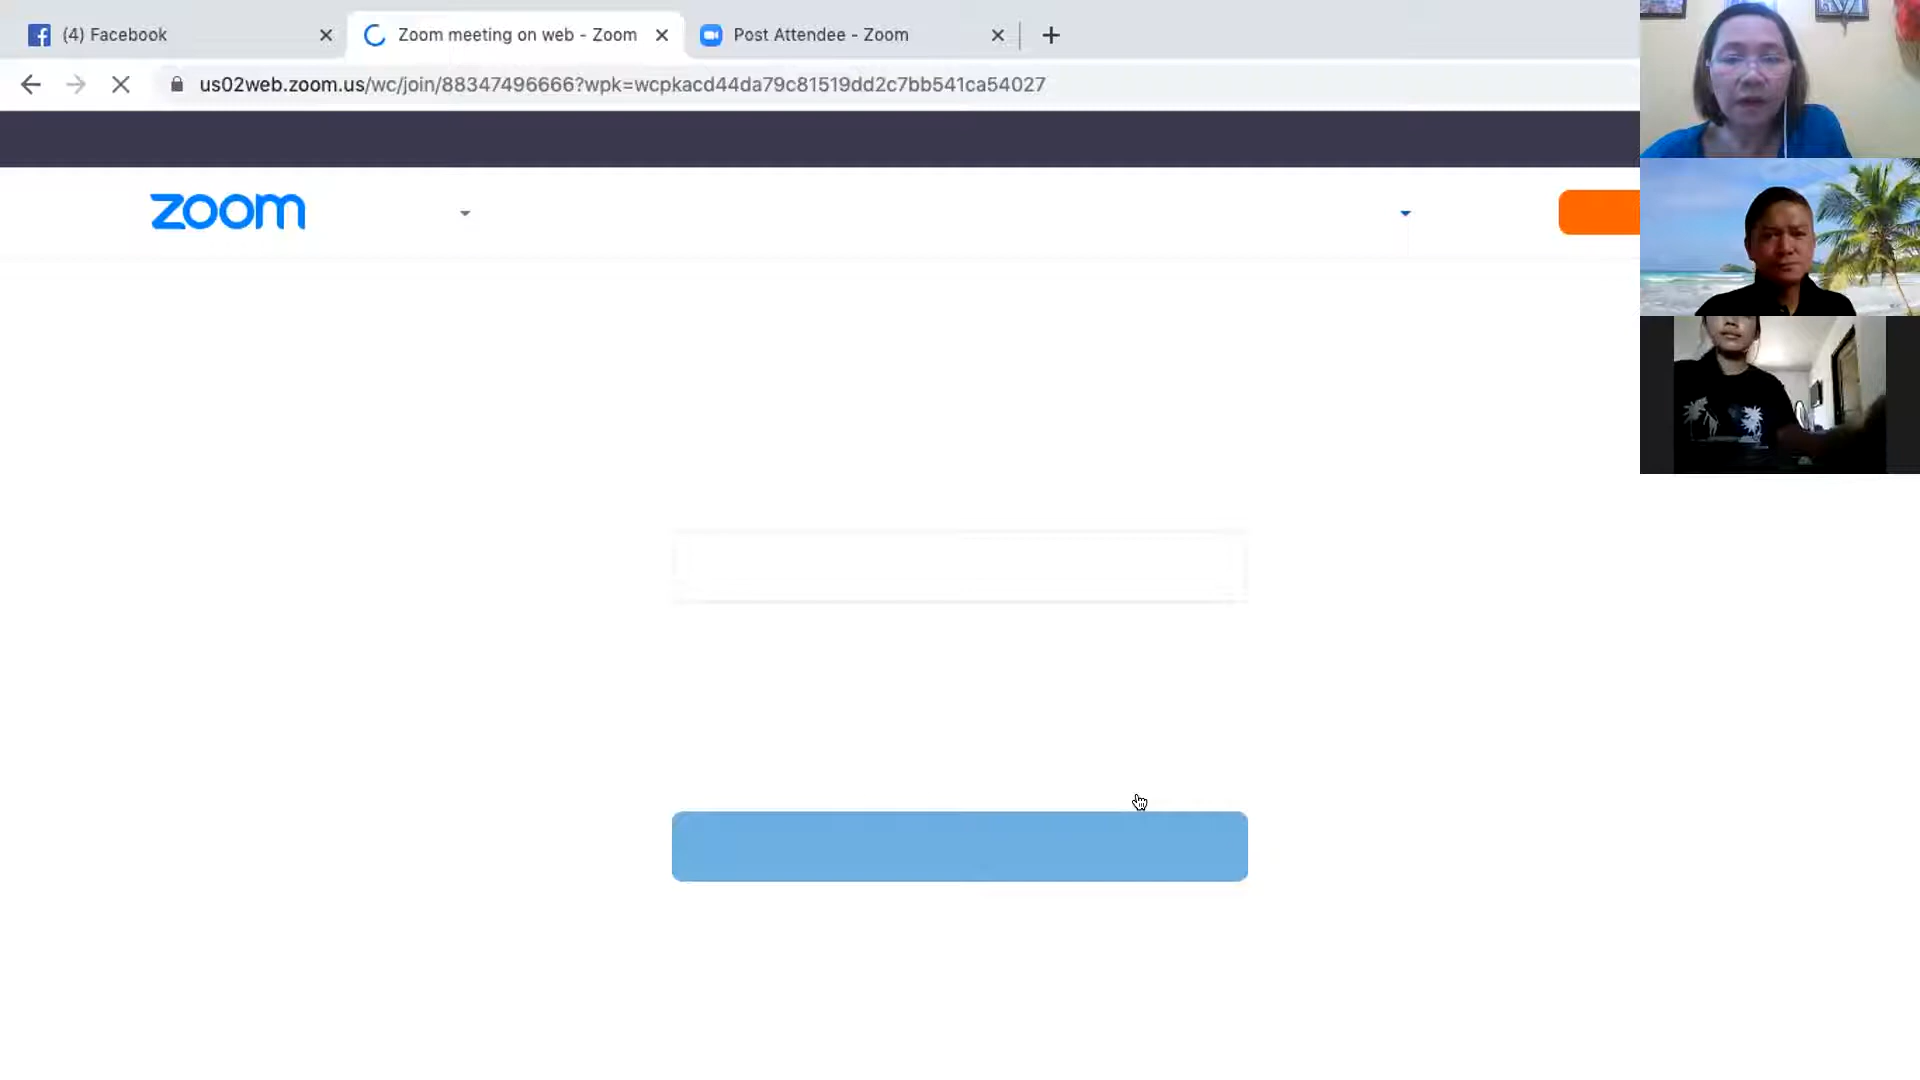 (4) Facebook
Zoom meeting on web - Zoom
Post Attendee - Zoom
us02web.zoom.us/wc/join/88347496666?wpk=wcpkacd44da79c81519dd2c7bb541ca54027
zoom